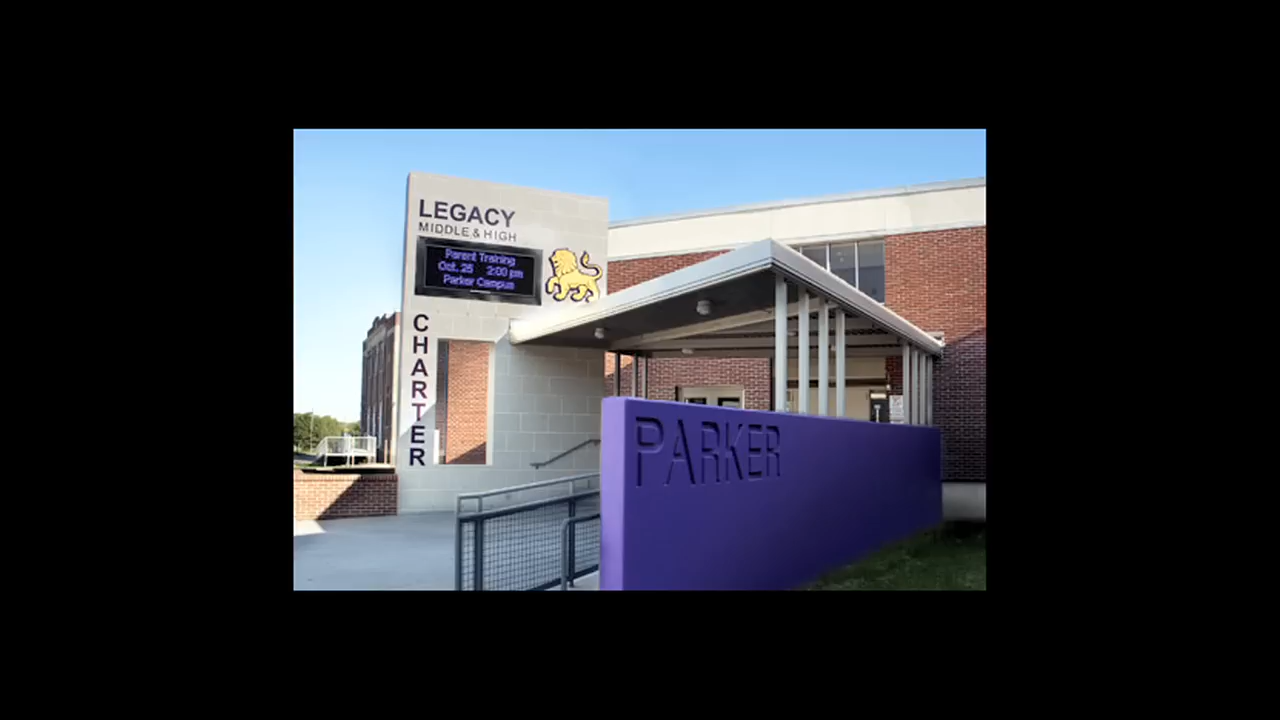 LEGACY
MIDDLE & HIGH
Parent Training
Oct. 25 2:00 pm
Parker Campus
CHARTER
PARKER